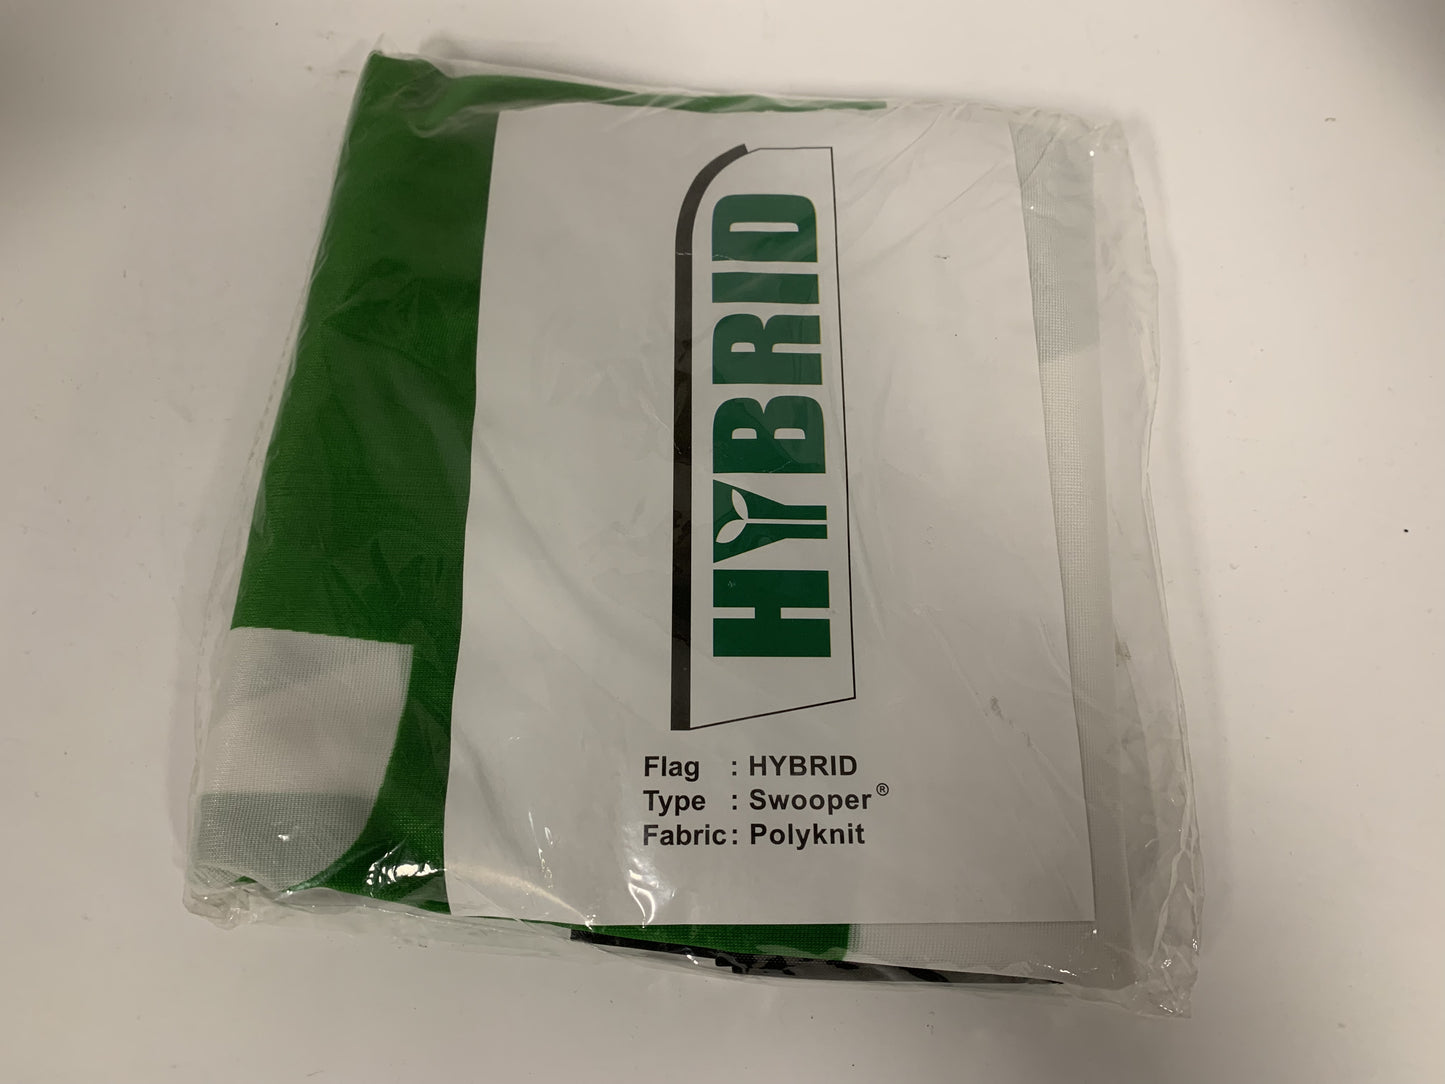 HYBRID
Flag : HYBRID
Type : Swooper®
Fabric : Polyknit